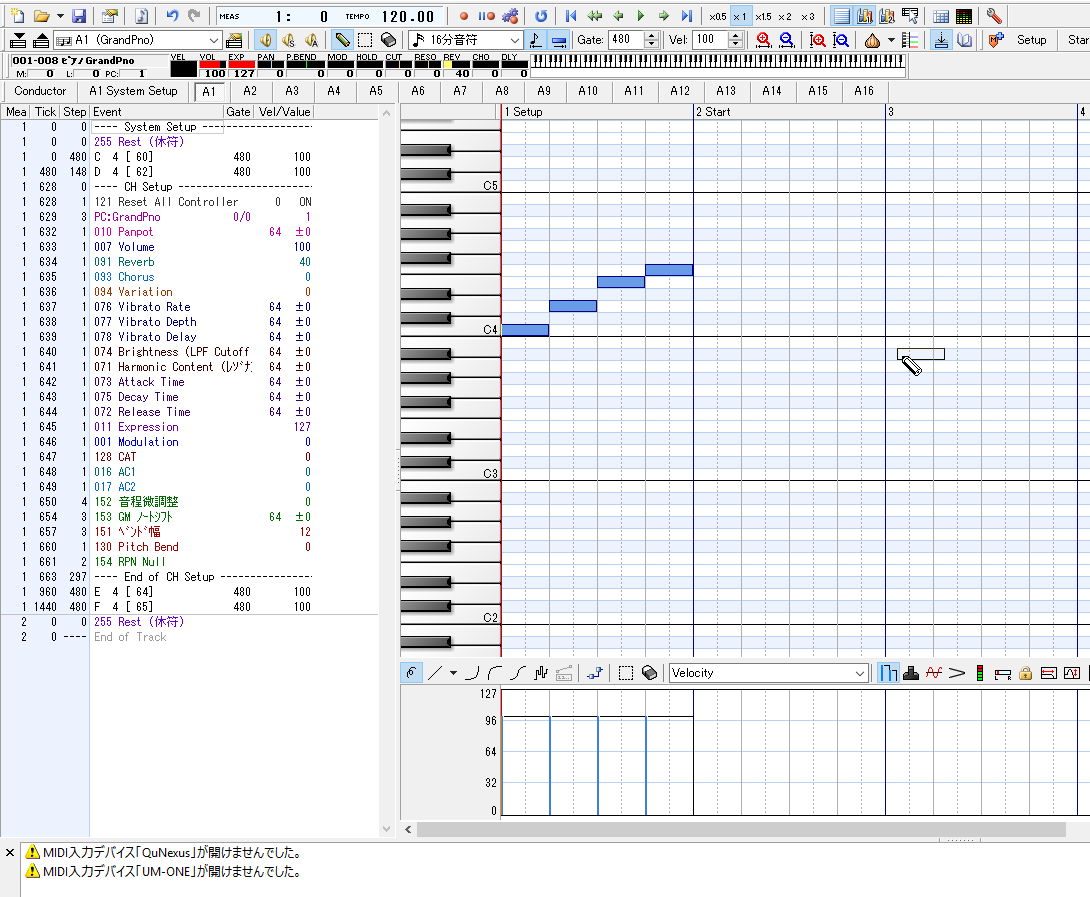 MEAS 1: 0 TEMPO 120.00 x0.5 x 1 x1.5 x 2 x 3
A1 (GrandPno) 16分音符 Gate: 480 Vel: 100 Setup Star
001-008 ﾋﾟｱﾉ GrandPno VEL VOL EXP PAN P.BEND MOD HOLD CUT RESO REV CHO DLY
M: 0 L: 0 PC: 1 100 127 0 0 0 0 0 0 40 0 0
Conductor A1 System Setup A1 A2 A3 A4 A5 A6 A7 A8 A9 A10 A11 A12 A13 A14 A15 A16
Mea Tick Step Event Gate Vel/Value
1 0 0 ---- System Setup ---------------
1 0 0 255 Rest (休符)
1 0 480 C 4 [ 60] 480 100
1 480 148 D 4 [ 62] 480 100
1 628 0 ---- CH Setup -------------------
1 628 1 121 Reset All Controller 0 ON
1 629 3 PC:GrandPno 0/0 1
1 632 1 010 Panpot 64 ±0
1 633 1 007 Volume 100
1 634 1 091 Reverb 40
1 635 1 093 Chorus 0
1 636 1 094 Variation 0
1 637 1 076 Vibrato Rate 64 ±0
1 638 1 077 Vibrato Depth 64 ±0
1 639 1 078 Vibrato Delay 64 ±0
1 640 1 074 Brightness (LPF Cutoff 64 ±0
1 641 1 071 Harmonic Content (ﾚｿﾞﾅ 64 ±0
1 642 1 073 Attack Time 64 ±0
1 643 1 075 Decay Time 64 ±0
1 644 1 072 Release Time 64 ±0
1 645 1 011 Expression 127
1 646 1 001 Modulation 0
1 647 1 128 CAT 0
1 648 1 016 AC1 0
1 649 1 017 AC2 0
1 650 4 152 音程微調整 0
1 654 3 153 GM ﾉｰﾄｼﾌﾄ 64 ±0
1 657 3 151 ﾍﾞﾝﾄﾞ幅 12
1 660 1 130 Pitch Bend 0
1 661 2 154 RPN Null
1 663 297 ---- End of CH Setup -------------
1 960 480 E 4 [ 64] 480 100
1 1440 480 F 4 [ 65] 480 100
2 0 0 255 Rest (休符)
2 0 ---- End of Track
1 Setup 2 Start 3 4
C5
C4
C3
C2
Velocity
127
96
64
32
0
MIDI入力デバイス「QuNexus」が開けませんでした。
MIDI入力デバイス「UM-ONE」が開けませんでした。